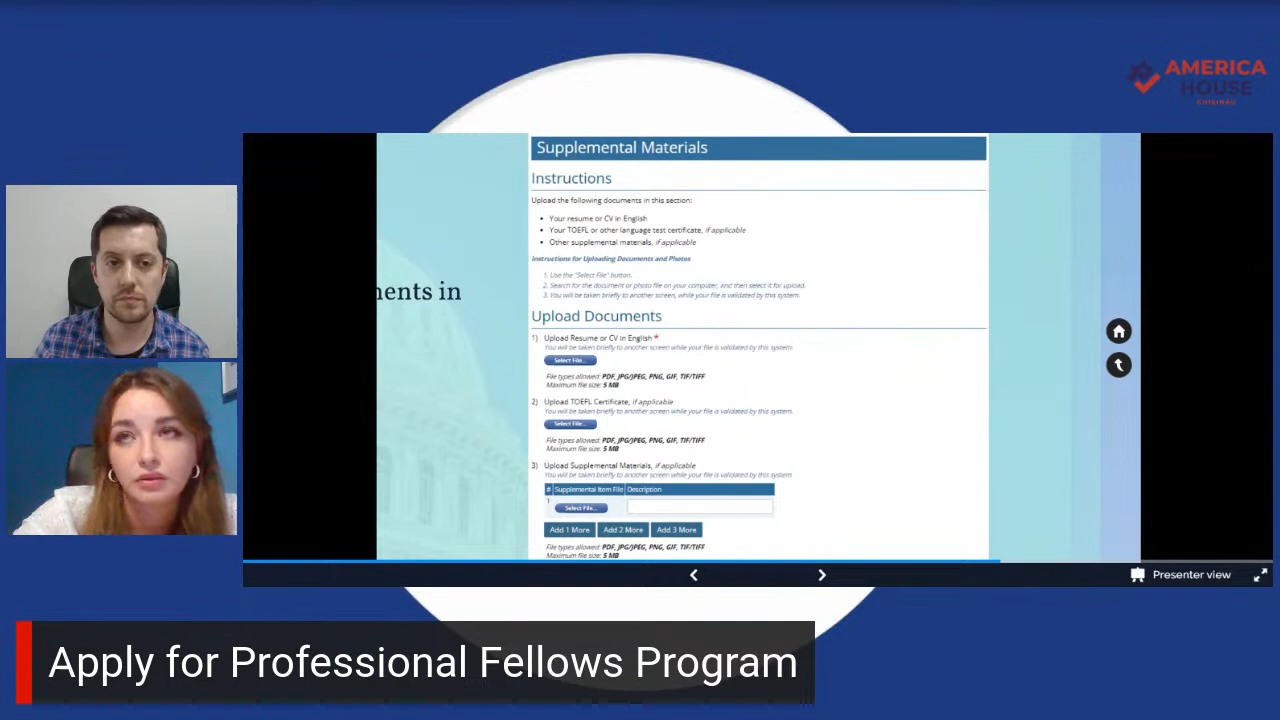 AMERICA
HOUSE
CHISINAU
Supplemental Materials
Instructions
Upload the following documents in this section:
• Your resume or CV in English
• Your TOEFL or other language test certificate, if applicable
• Other supplemental materials, if applicable
Instructions for Uploading Documents and Photos
1. Use the "Select File" button.
2. Search for the document or photo file on your computer, and then select it for upload.
3. You will be taken briefly to another screen, while your file is validated by this system.
ments in
Upload Documents
1) Upload Resume or CV in English *
You will be taken briefly to another screen while your file is validated by this system.
Select File...
File types allowed: PDF, JPG/JPEG, PNG, GIF, TIF/TIFF
Maximum file size: 5 MB
2) Upload TOEFL Certificate, if applicable
You will be taken briefly to another screen while your file is validated by this system.
Select File...
File types allowed: PDF, JPG/JPEG, PNG, GIF, TIF/TIFF
Maximum file size: 5 MB
3) Upload Supplemental Materials, if applicable
You will be taken briefly to another screen while your file is validated by this system
# Supplemental Item File Description
1 Select File...
Add 1 More Add 2 More Add 3 More
File types allowed: PDF, JPG/JPEG, PNG, GIF, TIF/TIFF
Maximum file size: 5 MB
Presenter view
Apply for Professional Fellows Program